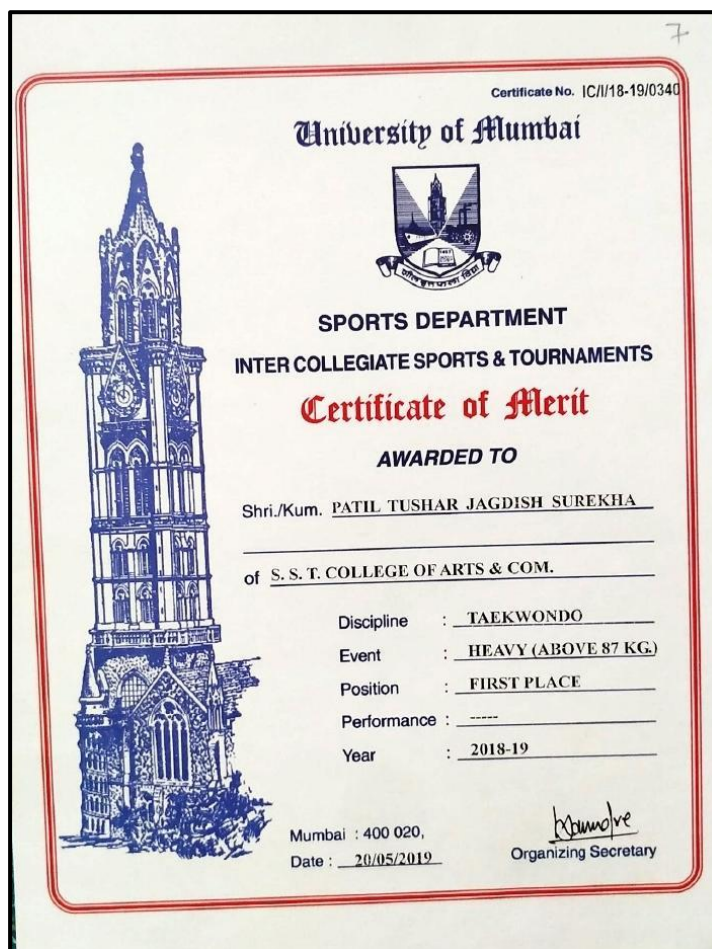 7
Certificate No. IC/I/18-19/0340
University of Mumbai
SPORTS DEPARTMENT
INTER COLLEGIATE SPORTS & TOURNAMENTS
Certificate of Merit
AWARDED TO
Shri./Kum. PATIL TUSHAR JAGDISH SUREKHA
of S. S. T. COLLEGE OF ARTS & COM.
Discipline : TAEKWONDO
Event : HEAVY (ABOVE 87 KG.)
Position : FIRST PLACE
Performance : -----
Year : 2018-19
Mumbai : 400 020,
Date : 20/05/2019
Organizing Secretary